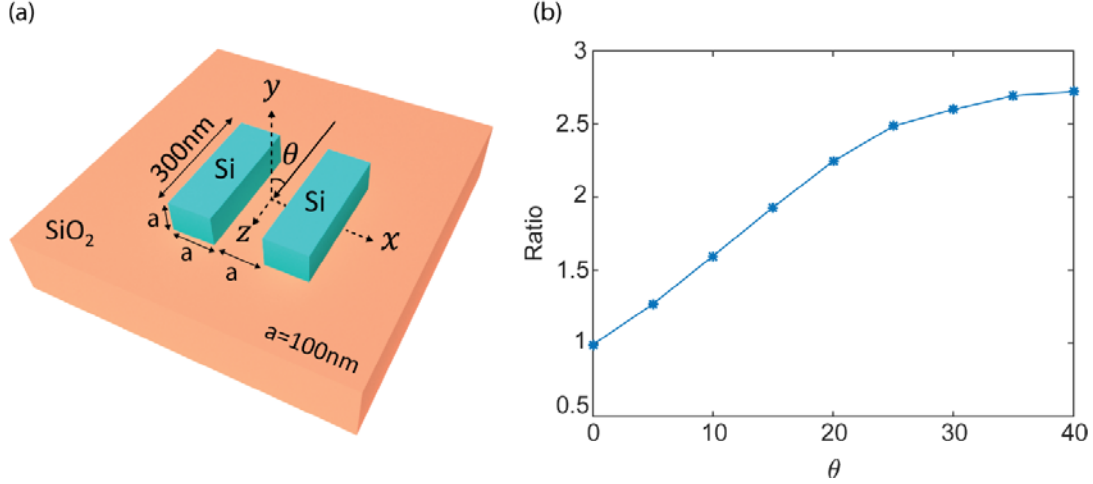 (a)
y
300nm
Si
θ
Si
SiO2
a
a
z
a
x
a=100nm
(b)
3
2.5
2
1.5
1
0.5
Ratio
0 10 20 30 40
θ